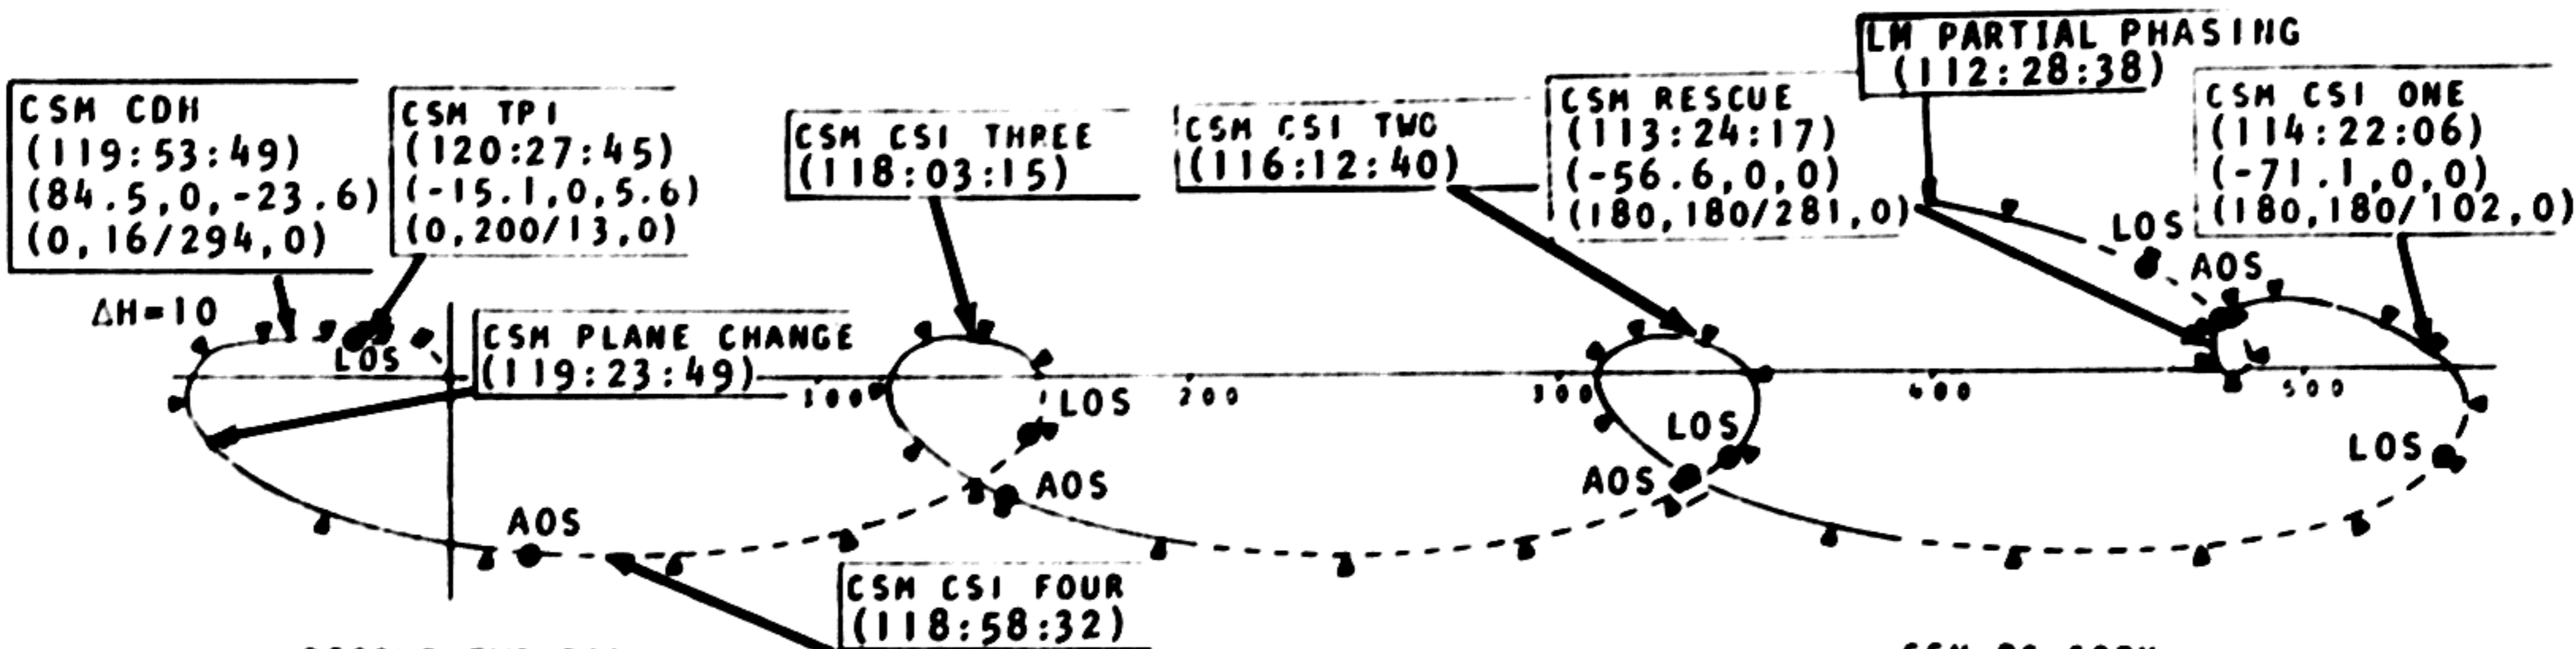 LM PARTIAL PHASING
(112:28:38)
CSM CDH
(119:53:49)
(84.5,0,-23.6)
(0,16/294,0)
CSM TPI
(120:27:45)
(-15.1,0,5.6)
(0,200/13,0)
CSM CSI THREE
(118:03:15)
CSM CSI TWO
(116:12:40)
CSM RESCUE
(113:24:17)
(-56.6,0,0)
(180,180/281,0)
CSM CSI ONE
(114:22:06)
(-71.1,0,0)
(180,180/102,0)
LOS
AOS
ΔH=10
LOS
CSM PLANE CHANGE
(119:23:49)
100
200
300
400
500
LOS
LOS
LOS
AOS
AOS
AOS
CSM CSI FOUR
(118:58:32)